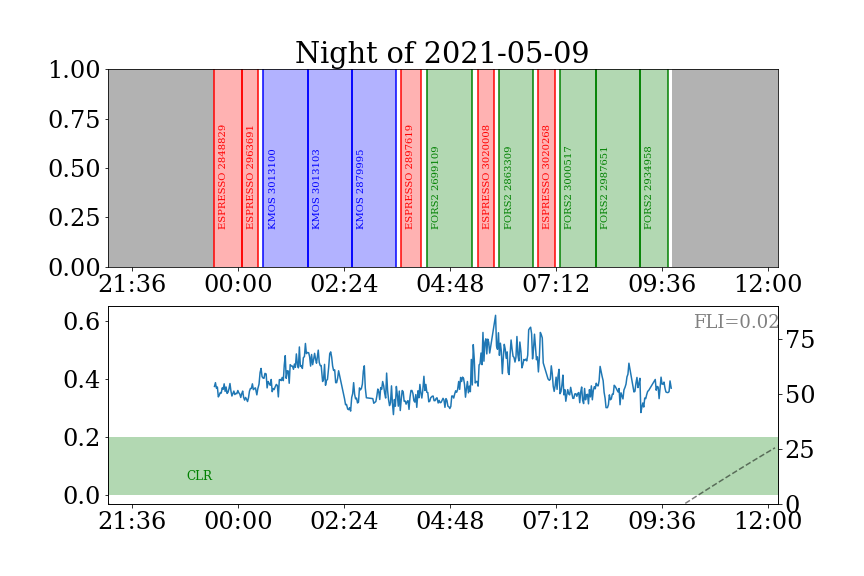 Night of 2021-05-09
1.00
0.75
0.50
0.25
0.00
ESPRESSO 2848829
ESPRESSO 2963691
KMOS 3013100
KMOS 3013103
KMOS 2879995
ESPRESSO 2897619
FORS2 2699109
ESPRESSO 3020008
FORS2 2863309
ESPRESSO 3020268
FORS2 3000517
FORS2 2987651
FORS2 2934958
21:36 00:00 02:24 04:48 07:12 09:36 12:00
0.6
0.4
0.2
0.0
FLI=0.02
75
50
25
0
CLR
21:36 00:00 02:24 04:48 07:12 09:36 12:00